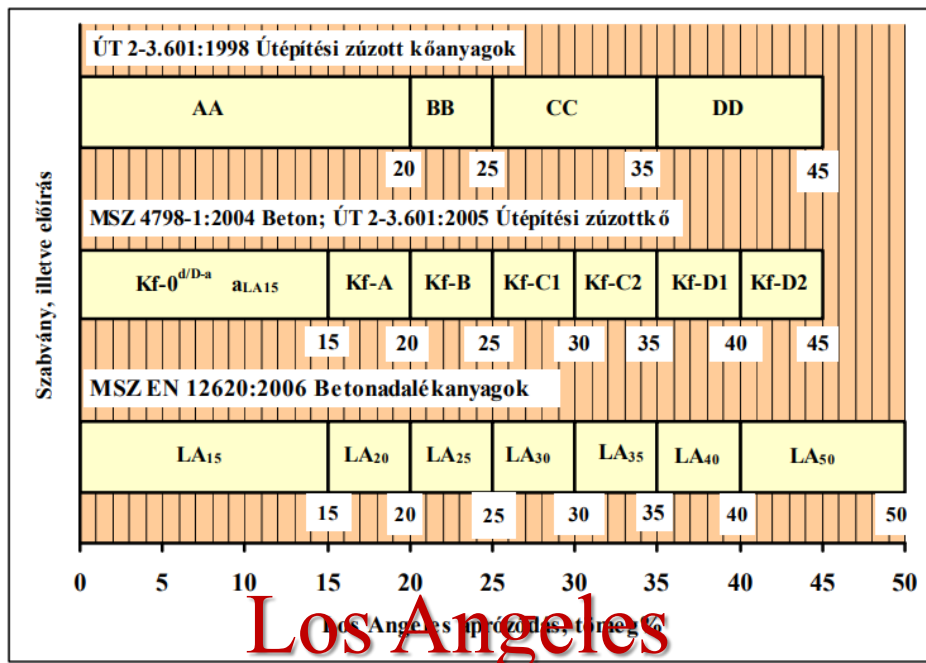 ÚT 2-3.601:1998 Útépítési zúzott kőanyagok
AA BB CC DD
20 25 35 45
MSZ 4798-1:2004 Beton; ÚT 2-3.601:2005 Útépítési zúzottkő
Kf-0d/D-a aLA15 Kf-A Kf-B Kf-C1 Kf-C2 Kf-D1 Kf-D2
15 20 25 30 35 40 45
MSZ EN 12620:2006 Betonadalékanyagok
LA15 LA20 LA25 LA30 LA35 LA40 LA50
15 20 25 30 35 40 50
0 5 10 15 20 25 30 35 40 45 50
Los Angeles aprózódás, tömeg%
Los Angeles
Szabvány, illetve előírás